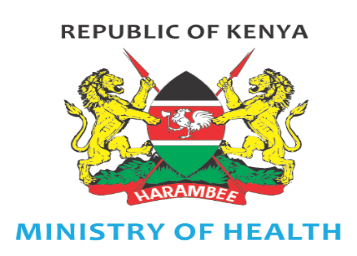 REPUBLIC OF KENYA
HARAMBEE
MINISTRY OF HEALTH